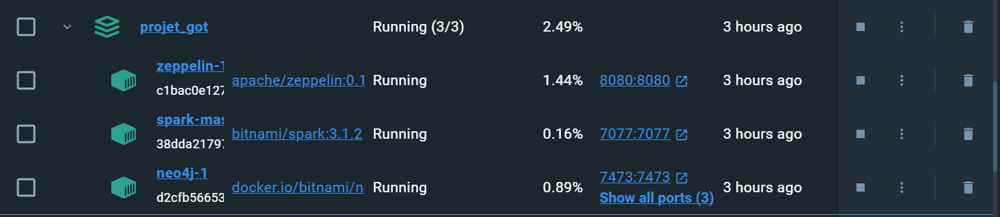 projet_got Running (3/3) 2.49% 3 hours ago
zeppelin-1
c1bac0e127 apache/zeppelin:0.1 Running 1.44% 8080:8080 3 hours ago
spark-mas
38dda21797 bitnami/spark:3.1.2 Running 0.16% 7077:7077 3 hours ago
neo4j-1
d2cfb56653 docker.io/bitnami/n Running 0.89% 7473:7473 3 hours ago
Show all ports (3)